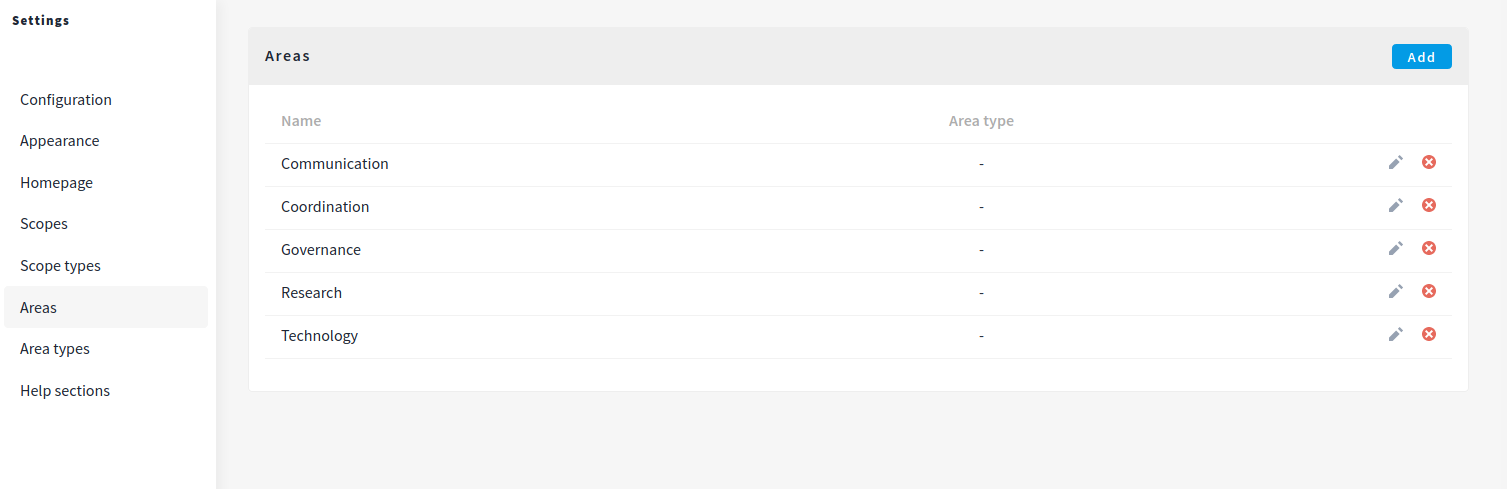 Settings
Configuration
Appearance
Homepage
Scopes
Scope types
Areas
Area types
Help sections
Areas Add
Name Area type
Communication -
Coordination -
Governance -
Research -
Technology -